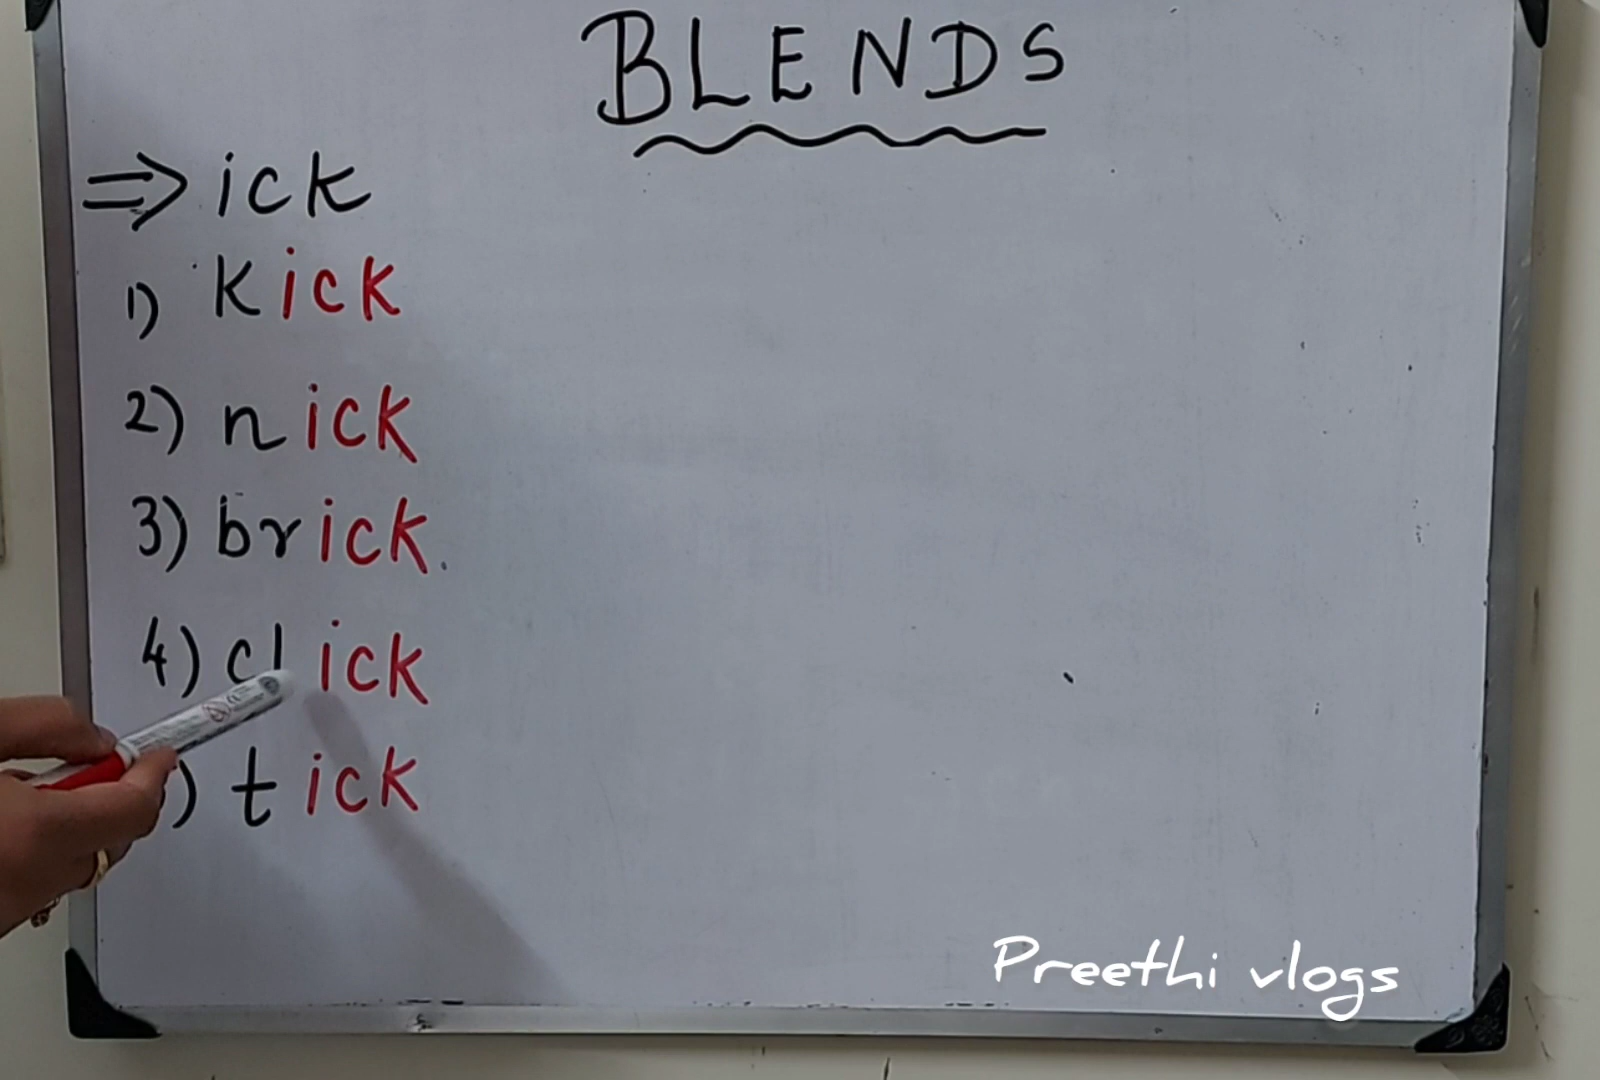 BLENDS
⇒ ick
1) kick
2) nick
3) brick.
4) click
) tick
Preethi vlogs